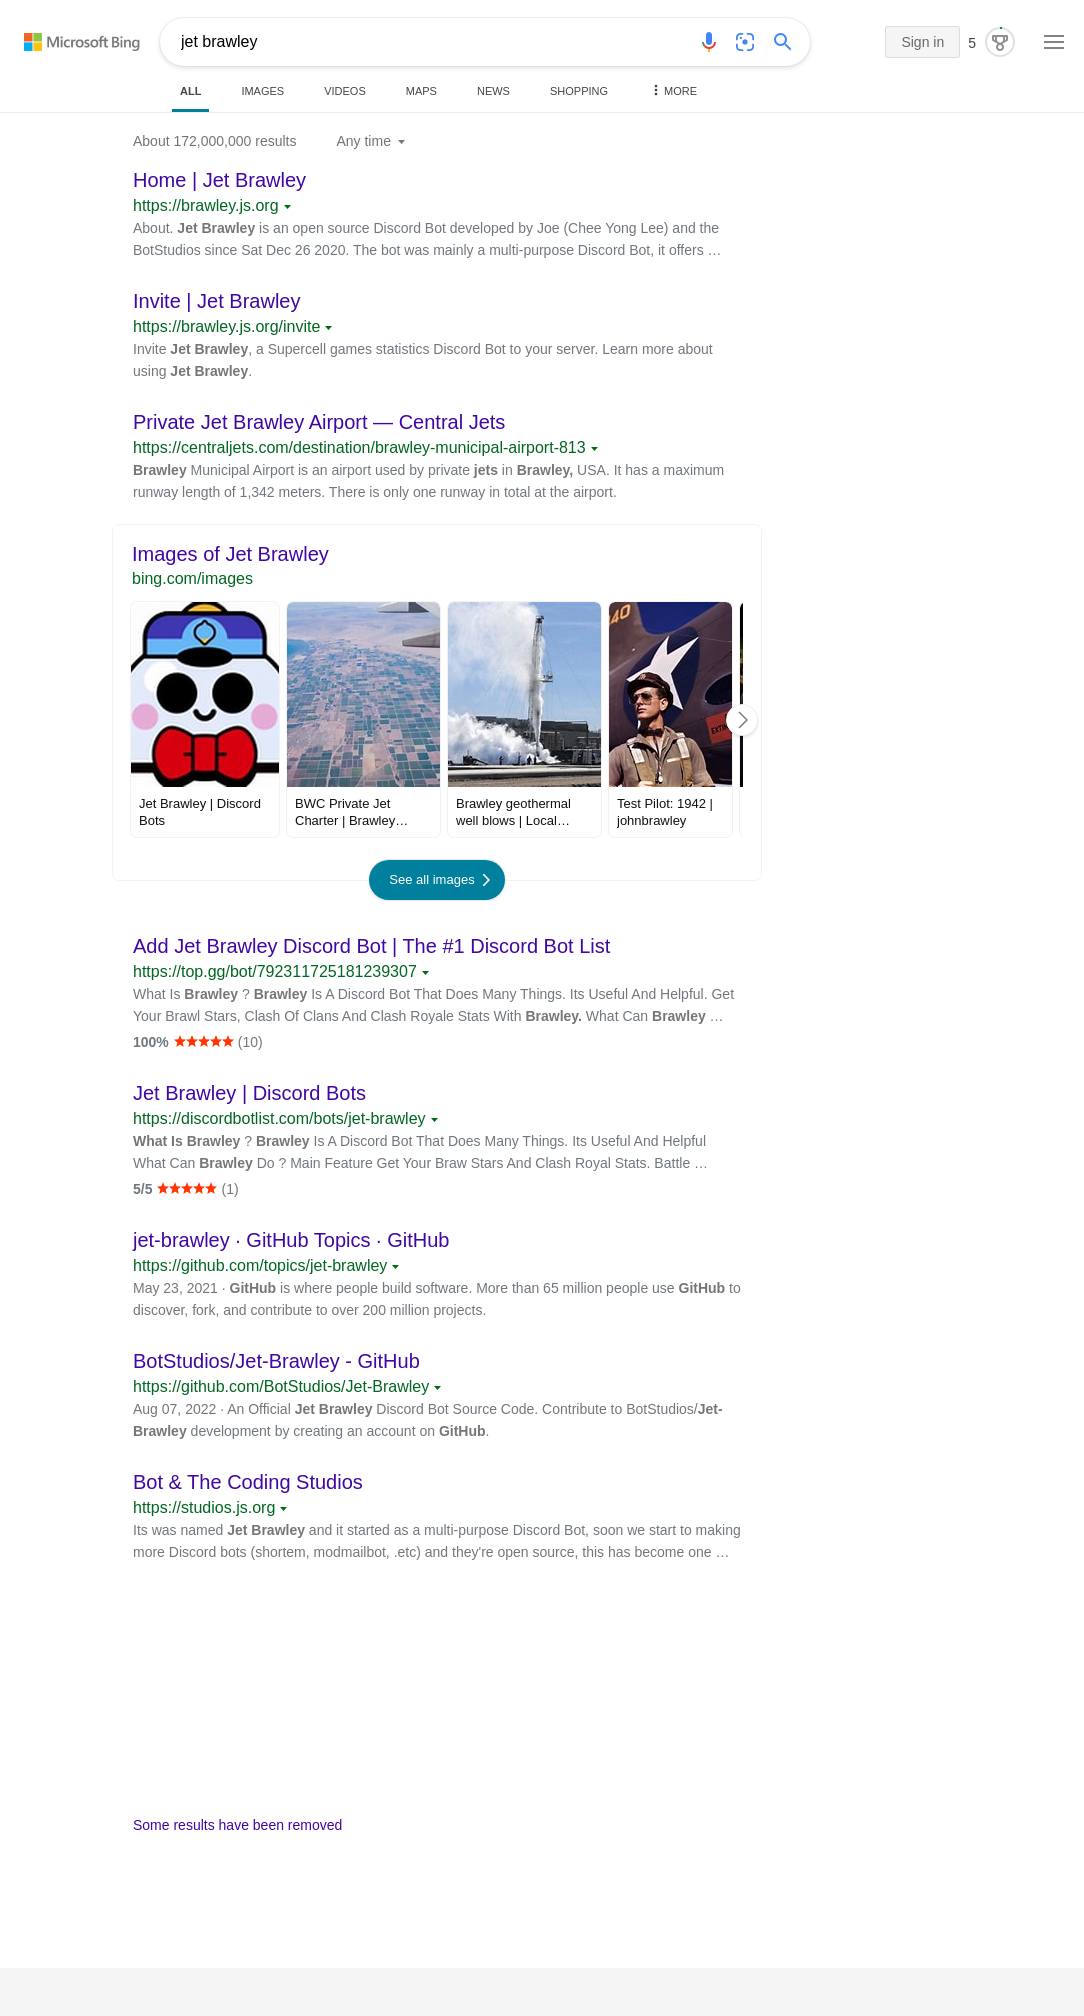 Microsoft Bing
jet brawley
Sign in
5
ALL
IMAGES
VIDEOS
MAPS
NEWS
SHOPPING
MORE
About 172,000,000 results
Any time
Home | Jet Brawley
https://brawley.js.org
About. Jet Brawley is an open source Discord Bot developed by Joe (Chee Yong Lee) and the
BotStudios since Sat Dec 26 2020. The bot was mainly a multi-purpose Discord Bot, it offers …
Invite | Jet Brawley
https://brawley.js.org/invite
Invite Jet Brawley, a Supercell games statistics Discord Bot to your server. Learn more about
using Jet Brawley.
Private Jet Brawley Airport — Central Jets
https://centraljets.com/destination/brawley-municipal-airport-813
Brawley Municipal Airport is an airport used by private jets in Brawley, USA. It has a maximum
runway length of 1,342 meters. There is only one runway in total at the airport.
Images of Jet Brawley
bing.com/images
40
EXTIN
Jet Brawley | Discord
Bots
BWC Private Jet
Charter | Brawley…
Brawley geothermal
well blows | Local…
Test Pilot: 1942 |
johnbrawley
See all images
Add Jet Brawley Discord Bot | The #1 Discord Bot List
https://top.gg/bot/792311725181239307
What Is Brawley ? Brawley Is A Discord Bot That Does Many Things. Its Useful And Helpful. Get
Your Brawl Stars, Clash Of Clans And Clash Royale Stats With Brawley. What Can Brawley …
100% ★★★★★ (10)
Jet Brawley | Discord Bots
https://discordbotlist.com/bots/jet-brawley
What Is Brawley ? Brawley Is A Discord Bot That Does Many Things. Its Useful And Helpful
What Can Brawley Do ? Main Feature Get Your Braw Stars And Clash Royal Stats. Battle …
5/5 ★★★★★ (1)
jet-brawley · GitHub Topics · GitHub
https://github.com/topics/jet-brawley
May 23, 2021 · GitHub is where people build software. More than 65 million people use GitHub to
discover, fork, and contribute to over 200 million projects.
BotStudios/Jet-Brawley - GitHub
https://github.com/BotStudios/Jet-Brawley
Aug 07, 2022 · An Official Jet Brawley Discord Bot Source Code. Contribute to BotStudios/Jet-
Brawley development by creating an account on GitHub.
Bot & The Coding Studios
https://studios.js.org
Its was named Jet Brawley and it started as a multi-purpose Discord Bot, soon we start to making
more Discord bots (shortem, modmailbot, .etc) and they're open source, this has become one …
Some results have been removed